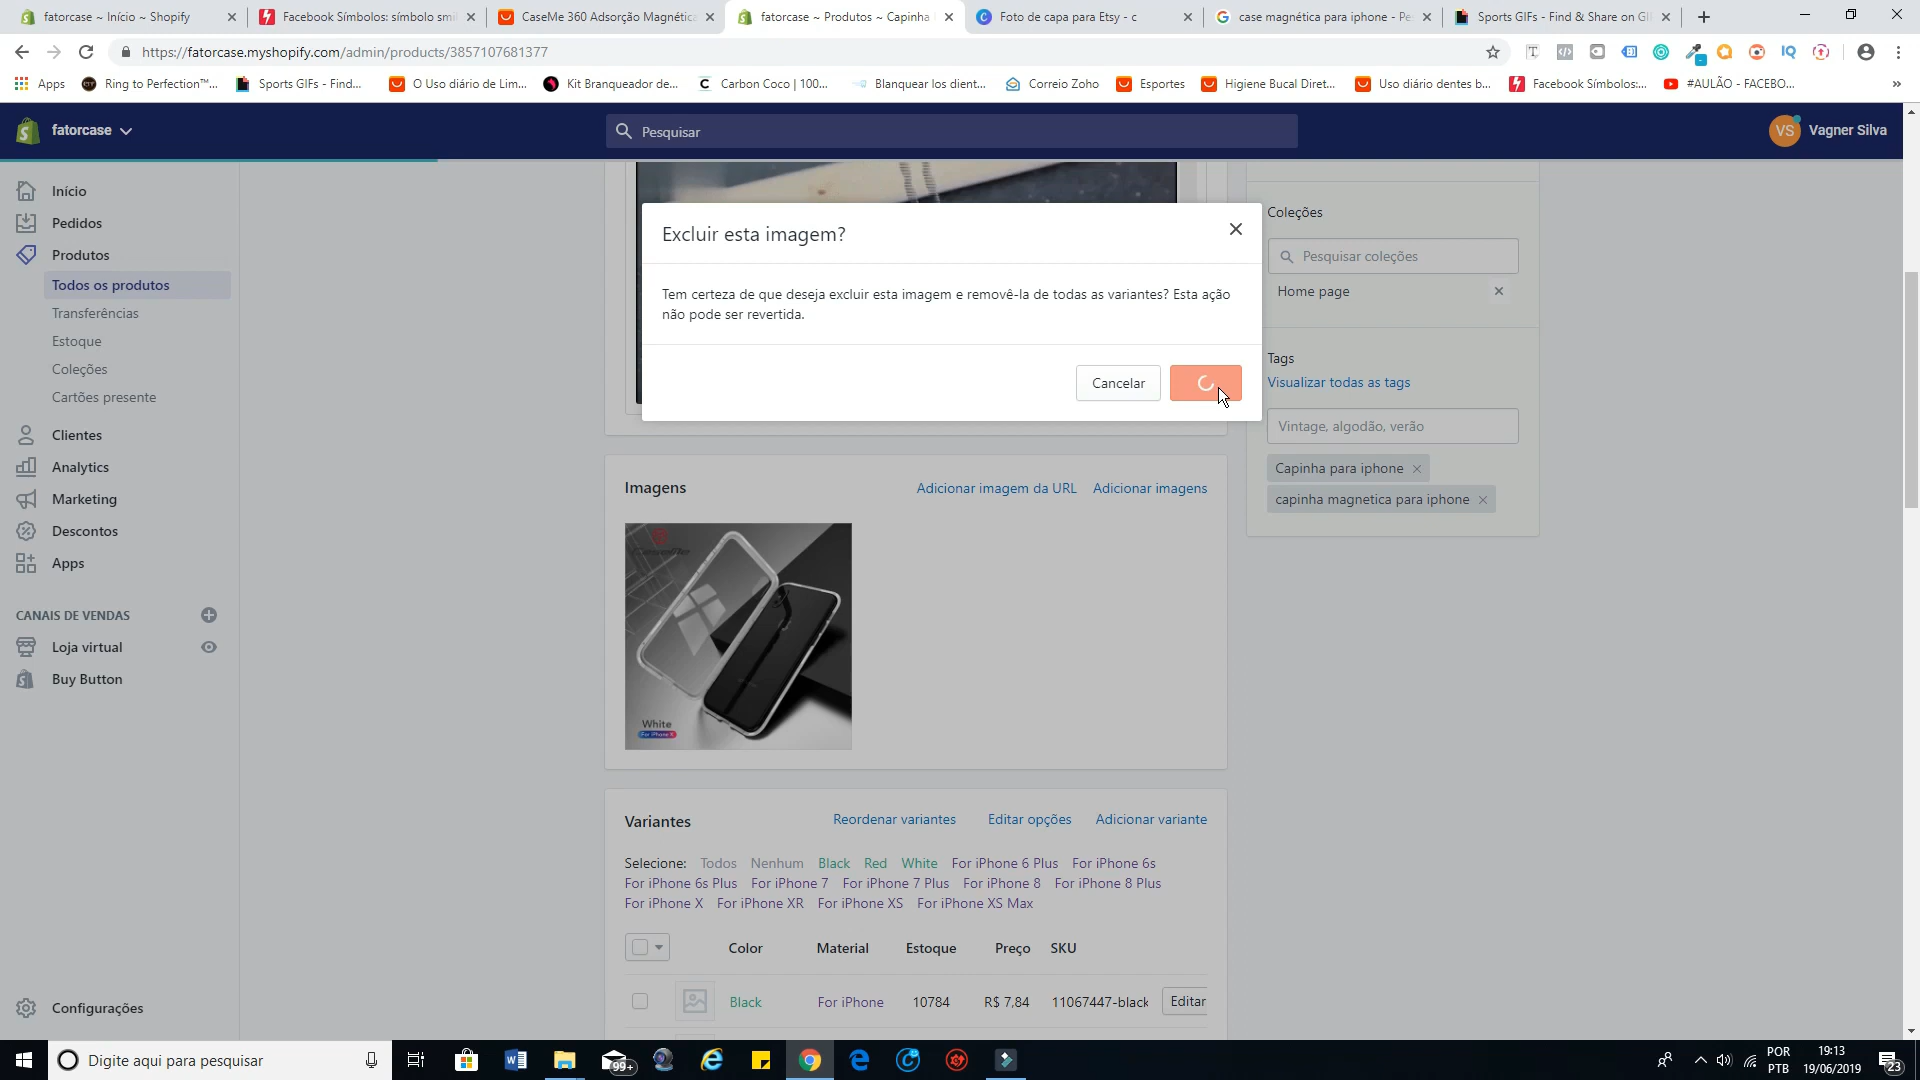 fatorcase ~ Início ~ Shopify
Facebook Símbolos: símbolo smi
CaseMe 360 Adsorção Magnética
fatorcase ~ Produtos ~ Capinha
Foto de capa para Etsy - c
case magnética para iphone - Pe
Sports GIFs - Find & Share on GI
https://fatorcase.myshopify.com/admin/products/3857107681377
Apps
Ring to Perfection™...
Sports GIFs - Find...
O Uso diário de Lim...
Kit Branqueador de...
Carbon Coco | 100...
Blanquear los dient...
Correio Zoho
Esportes
Higiene Bucal Diret...
Uso diário dentes b...
Facebook Símbolos:...
#AULÃO - FACEBO...
fatorcase
Pesquisar
VS
Vagner Silva
Início
Pedidos
Produtos
Todos os produtos
Transferências
Estoque
Coleções
Cartões presente
Clientes
Analytics
Marketing
Descontos
Apps
CANAIS DE VENDAS
Loja virtual
Buy Button
Configurações
Excluir esta imagem?
Tem certeza de que deseja excluir esta imagem e removê-la de todas as variantes? Esta ação
não pode ser revertida.
Cancelar
Coleções
Pesquisar coleções
Home page
Tags
Visualizar todas as tags
Vintage, algodão, verão
Capinha para iphone
capinha magnetica para iphone
Imagens
Adicionar imagem da URL
Adicionar imagens
White
For iPhone X
Variantes
Reordenar variantes
Editar opções
Adicionar variante
Selecione: Todos Nenhum Black Red White For iPhone 6 Plus For iPhone 6s
For iPhone 6s Plus For iPhone 7 For iPhone 7 Plus For iPhone 8 For iPhone 8 Plus
For iPhone X For iPhone XR For iPhone XS For iPhone XS Max
Color Material Estoque Preço SKU
Black For iPhone 10784 R$ 7,84 11067447-black Editar
Digite aqui para pesquisar
99+
POR
PTB
19:13
19/06/2019
23